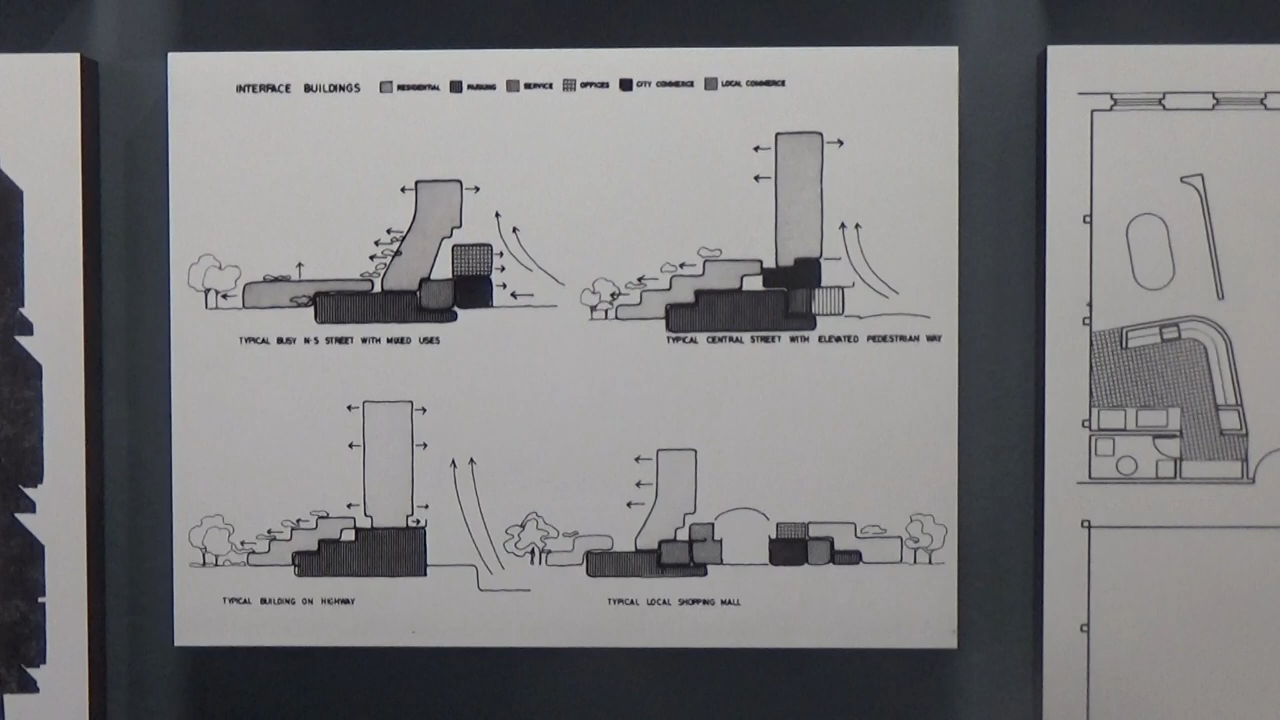 INTERFACE BUILDINGS RESIDENTIAL PARKING SERVICE OFFICES CITY COMMERCE LOCAL COMMERCE
TYPICAL BUSY N-S STREET WITH MIXED USES
TYPICAL CENTRAL STREET WITH ELEVATED PEDESTRIAN WAY
TYPICAL BUILDING ON HIGHWAY
TYPICAL LOCAL SHOPPING MALL